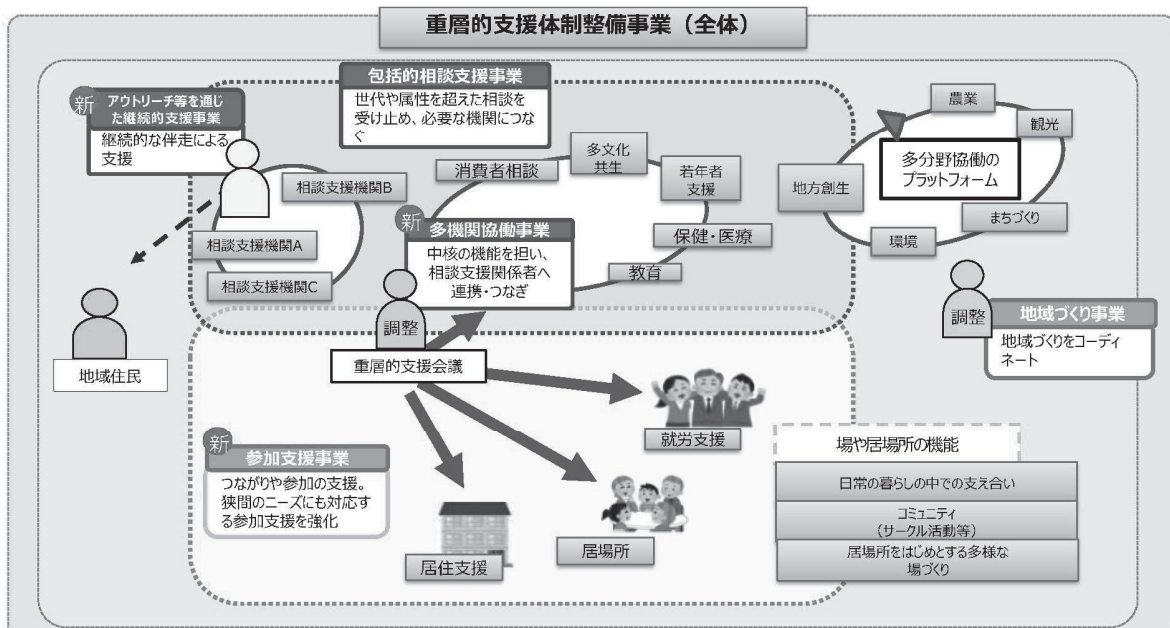 重層的支援体制整備事業（全体）
新
アウトリーチ等を通じ
た継続的支援事業
継続的な伴走による
支援
包括的相談支援事業
世代や属性を超えた相談を
受け止め、必要な機関につな
ぐ
相談支援機関B
相談支援機関A
相談支援機関C
地域住民
消費者相談
多文化
共生
若年者
支援
保健・医療
教育
新
多機関協働事業
中核の機能を担い、
相談支援関係者へ
連携・つなぎ
調整
重層的支援会議
農業
観光
多分野協働の
プラットフォーム
地方創生
まちづくり
環境
調整
地域づくり事業
地域づくりをコーディ
ネート
新
参加支援事業
つながりや参加の支援。
狭間のニーズにも対応す
る参加支援を強化
就労支援
居場所
居住支援
場や居場所の機能
日常の暮らしの中での支え合い
コミュニティ
（サークル活動等）
居場所をはじめとする多様な
場づくり